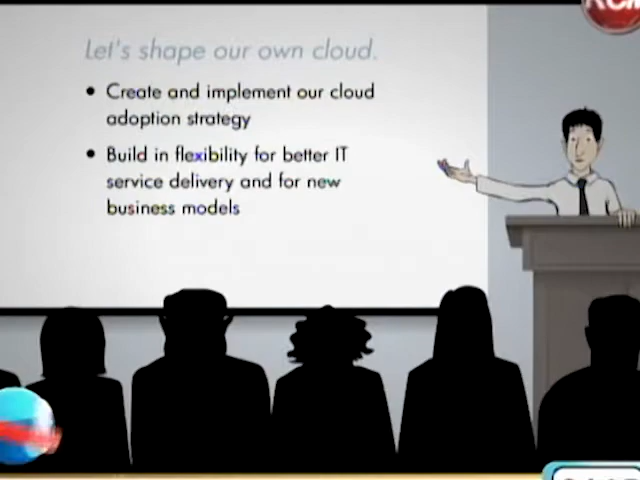 Let's shape our own cloud.
• Create and implement our cloud
adoption strategy
• Build in flexibility for better IT
service delivery and for new
business models